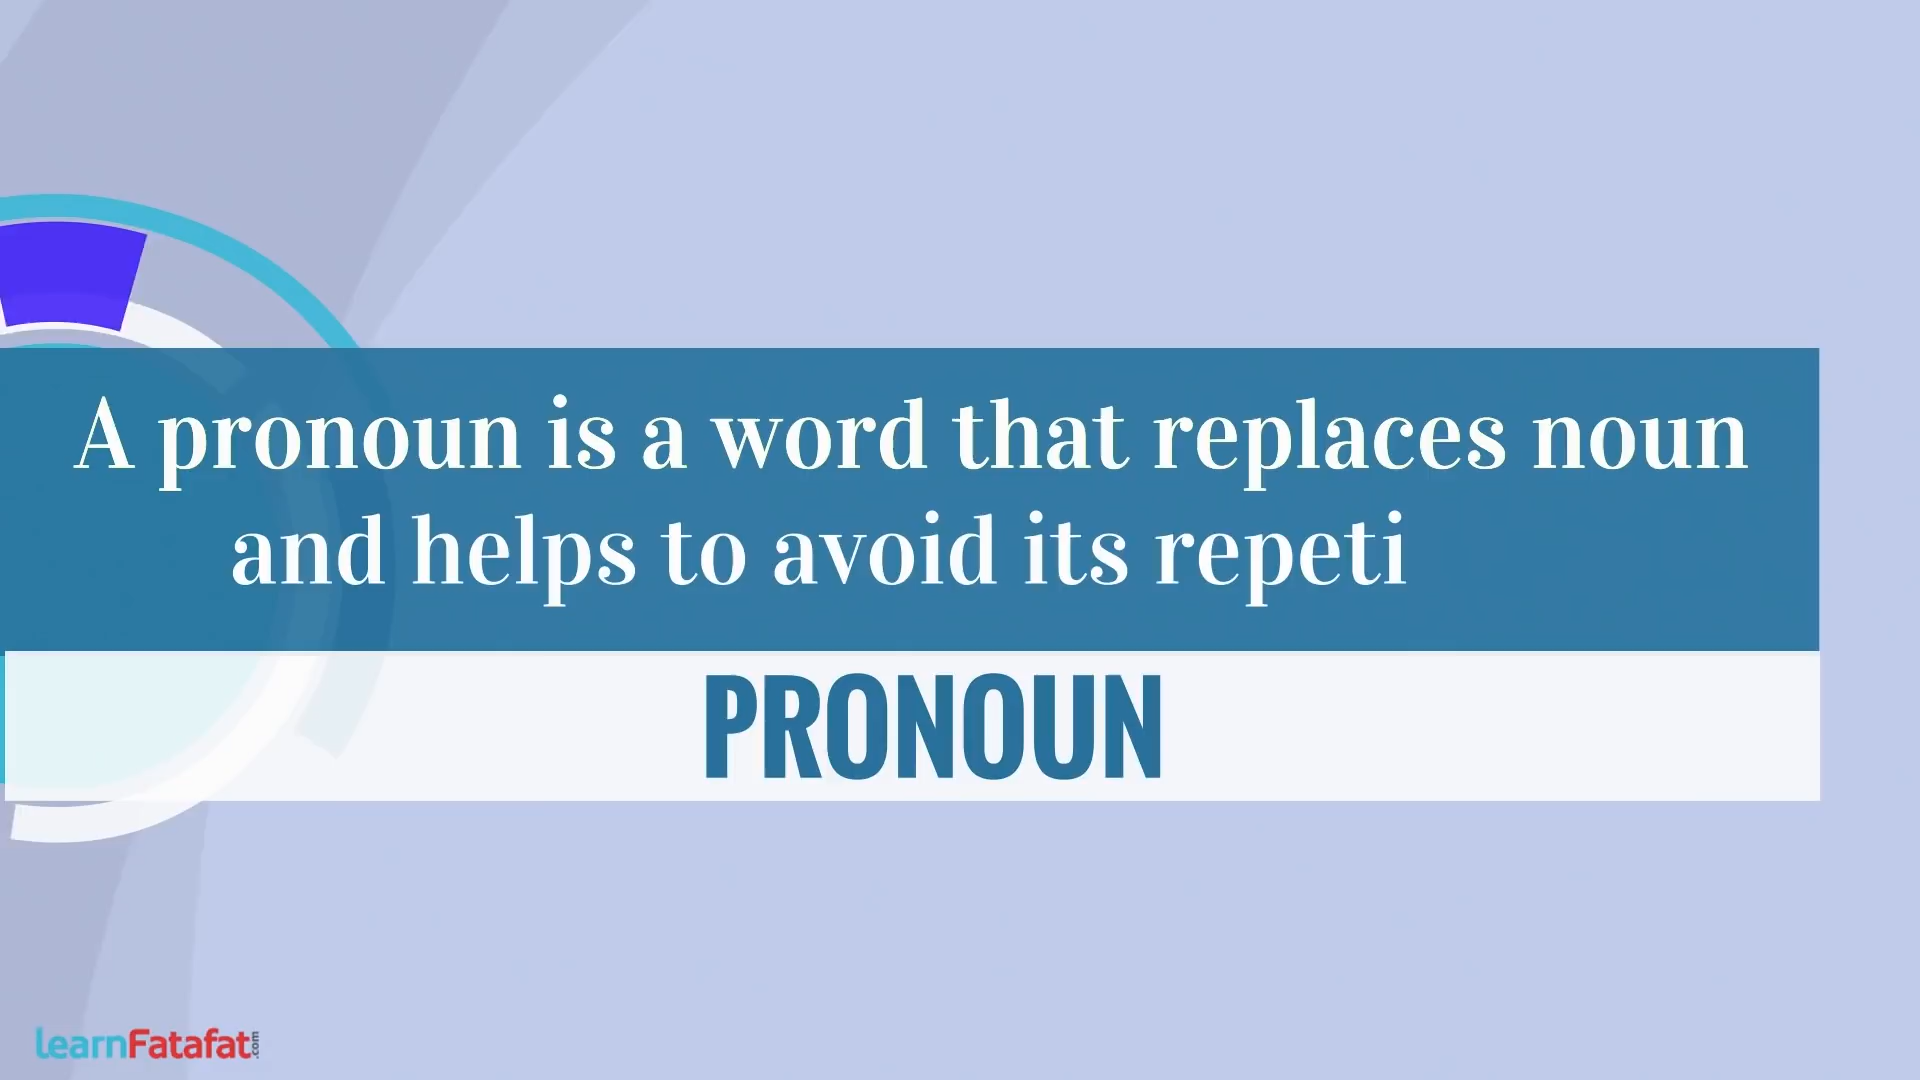 A pronoun is a word that replaces noun
and helps to avoid its repeti
PRONOUN
learnFatafat.com